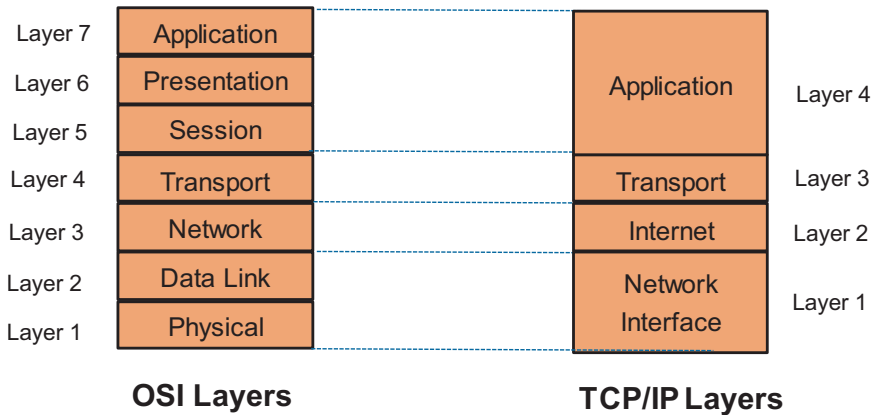 Layer 7
Application
Layer 6
Presentation
Layer 5
Session
Layer 4
Transport
Layer 3
Network
Layer 2
Data Link
Layer 1
Physical
OSI Layers
Application
Layer 4
Transport
Layer 3
Internet
Layer 2
Network
Interface
Layer 1
TCP/IP Layers